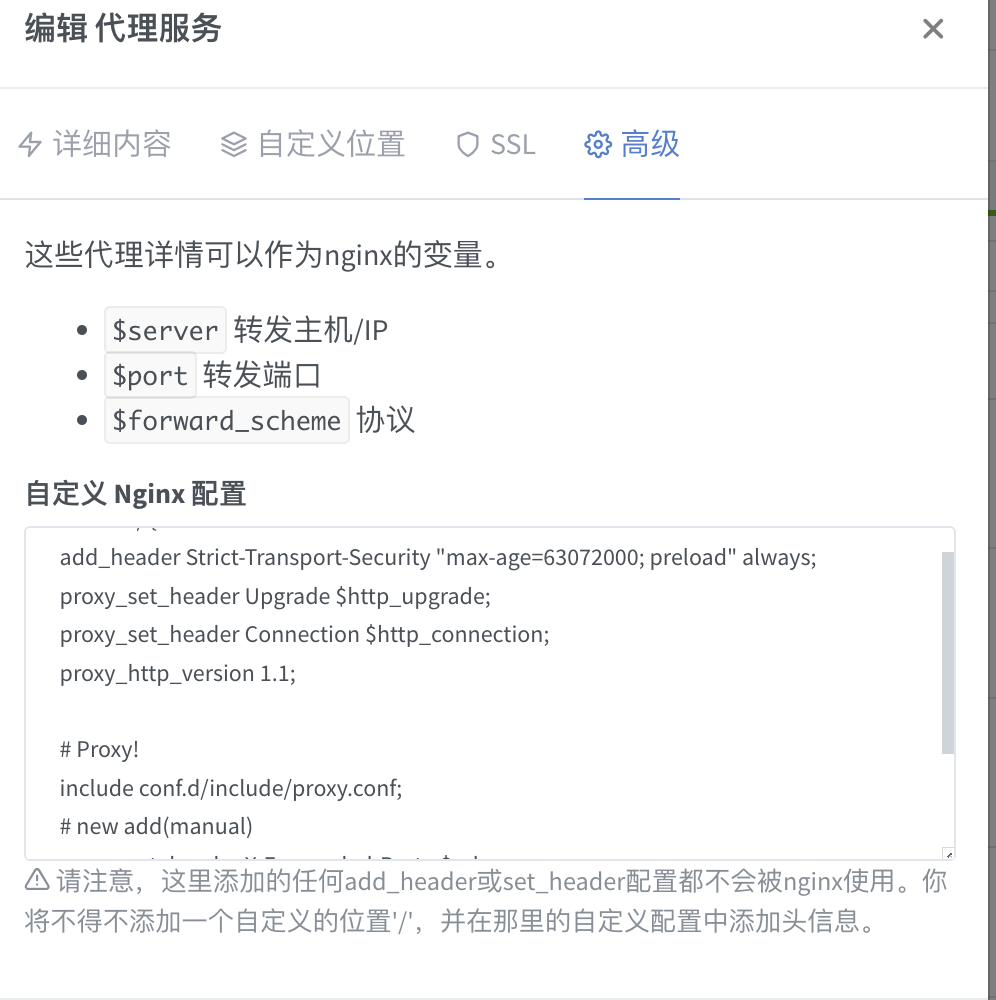 编辑 代理服务
详细内容 自定义位置 SSL 高级
这些代理详情可以作为nginx的变量。
$server 转发主机/IP
$port 转发端口
$forward_scheme 协议
自定义 Nginx 配置
add_header Strict-Transport-Security "max-age=63072000; preload" always;
proxy_set_header Upgrade $http_upgrade;
proxy_set_header Connection $http_connection;
proxy_http_version 1.1;
# Proxy!
include conf.d/include/proxy.conf;
# new add(manual)
请注意，这里添加的任何add_header或set_header配置都不会被nginx使用。你
将不得不添加一个自定义的位置'/'，并在那里的自定义配置中添加头信息。